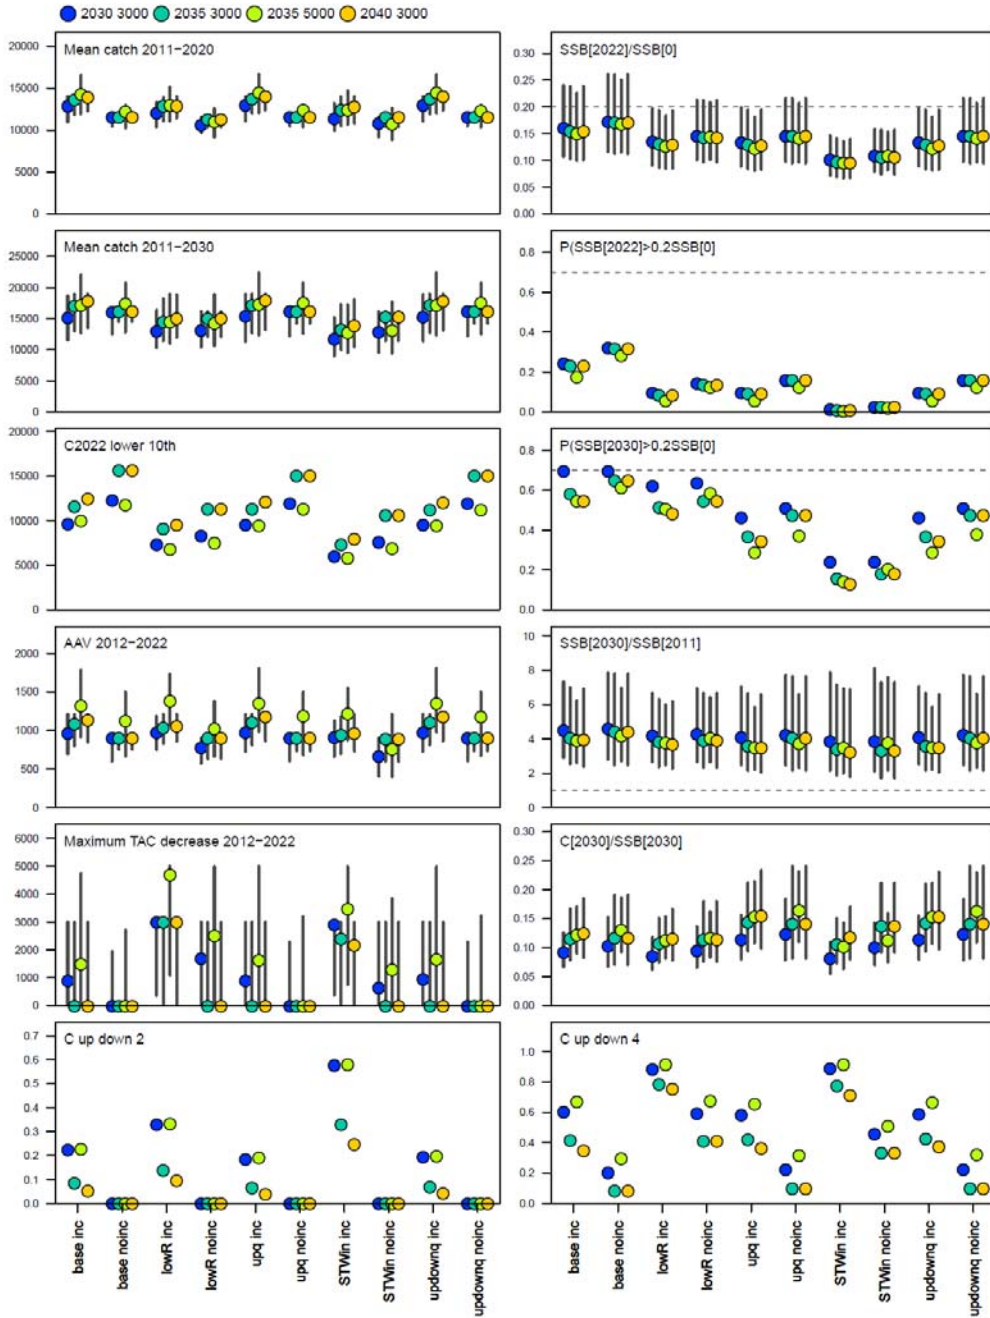 2030 3000 2035 3000 2035 5000 2040 3000
Mean catch 2011−2020
20000
15000
10000
5000
0
SSB[2022]/SSB[0]
0.30
0.25
0.20
0.15
0.10
0.05
0.00
Mean catch 2011−2030
25000
20000
15000
10000
5000
0
P(SSB[2022]>0.2SSB[0]
0.8
0.6
0.4
0.2
0.0
C2022 lower 10th
20000
15000
10000
5000
0
P(SSB[2030]>0.2SSB[0]
0.8
0.6
0.4
0.2
0.0
AAV 2012−2022
2000
1500
1000
500
0
SSB[2030]/SSB[2011]
10
8
6
4
2
0
Maximum TAC decrease 2012−2022
6000
5000
4000
3000
2000
1000
0
C[2030]/SSB[2030]
0.30
0.25
0.20
0.15
0.10
0.05
0.00
C up down 2
0.7
0.6
0.5
0.4
0.3
0.2
0.1
0.0
C up down 4
1.0
0.8
0.6
0.4
0.2
0.0
base inc
base noinc
lowR inc
lowR noinc
upq inc
upq noinc
STWin inc
STWin noinc
updownq inc
updownq noinc
base inc
base noinc
lowR inc
lowR noinc
upq inc
upq noinc
STWin inc
STWin noinc
updownq inc
updownq noinc